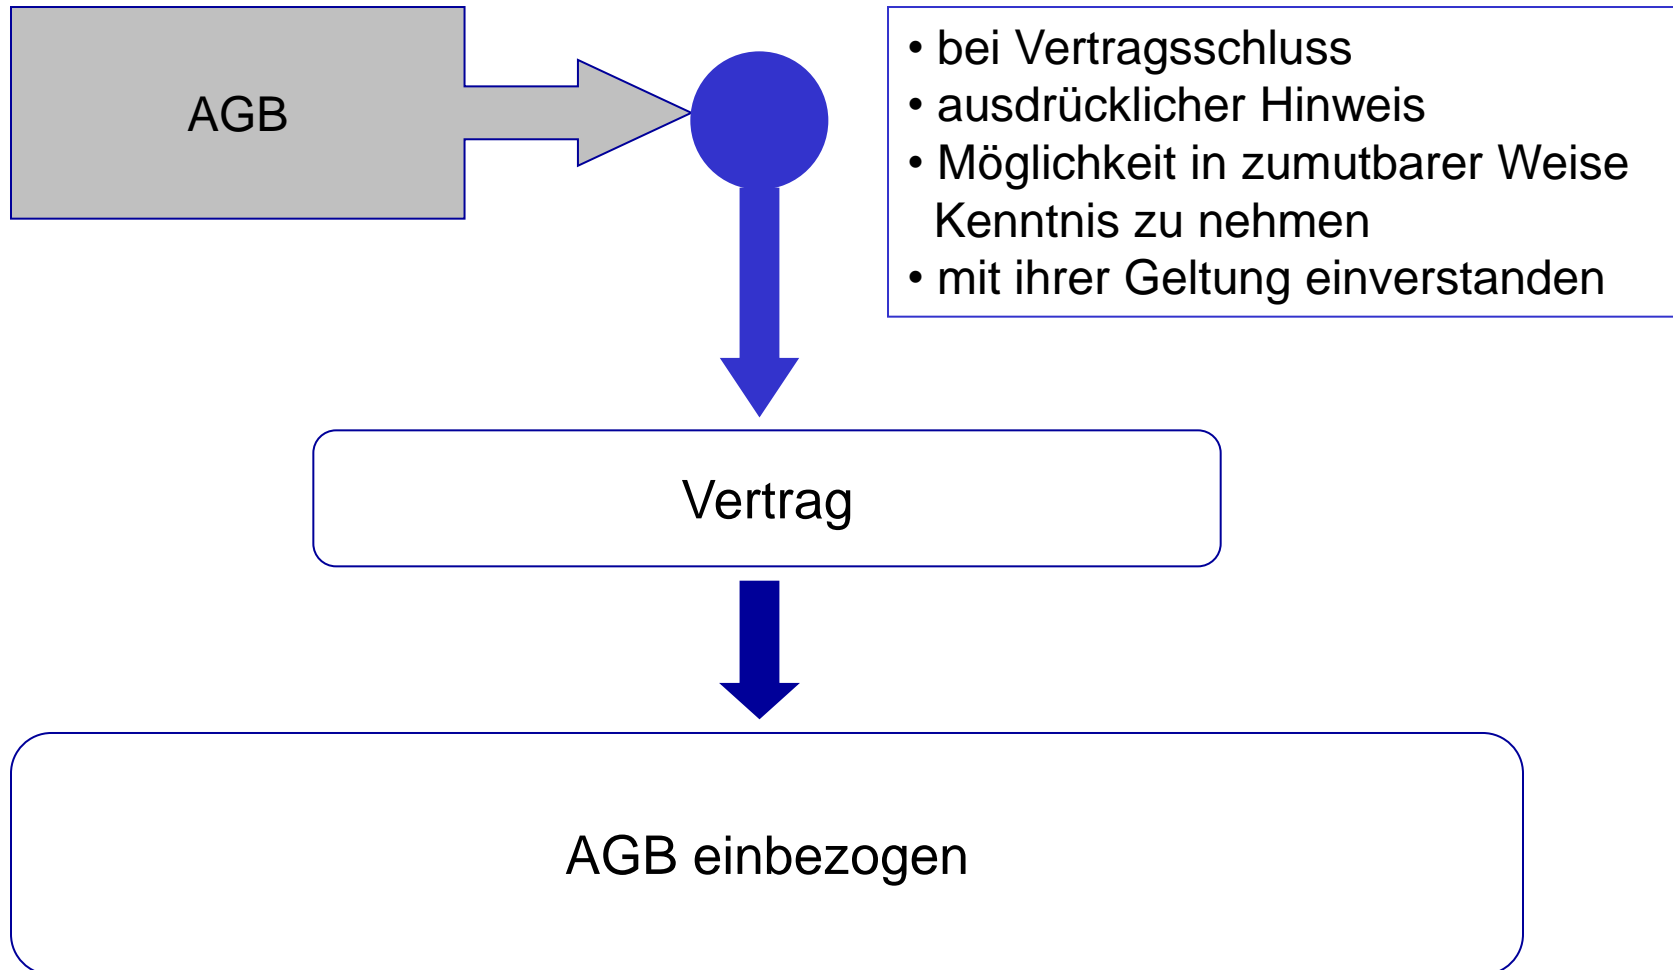 AGB
• bei Vertragsschluss
• ausdrücklicher Hinweis
• Möglichkeit in zumutbarer Weise
Kenntnis zu nehmen
• mit ihrer Geltung einverstanden
Vertrag
AGB einbezogen